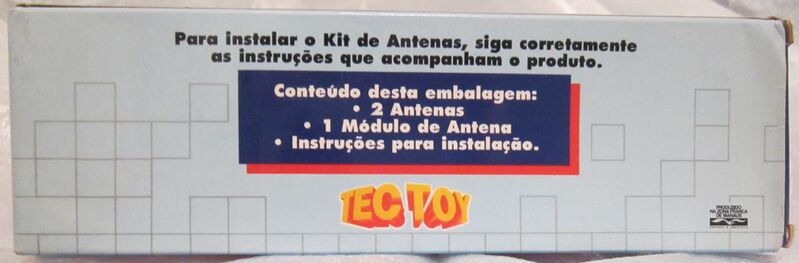 Para instalar o Kit de Antenas, siga corretamente
as instruções que acompanham o produto.
Conteúdo desta embalagem:
• 2 Antenas
• 1 Módulo de Antena
• Instruções para instalação.
TEC TOY
PRODUZIDO
NA ZONA FRANCA
DE MANAUS